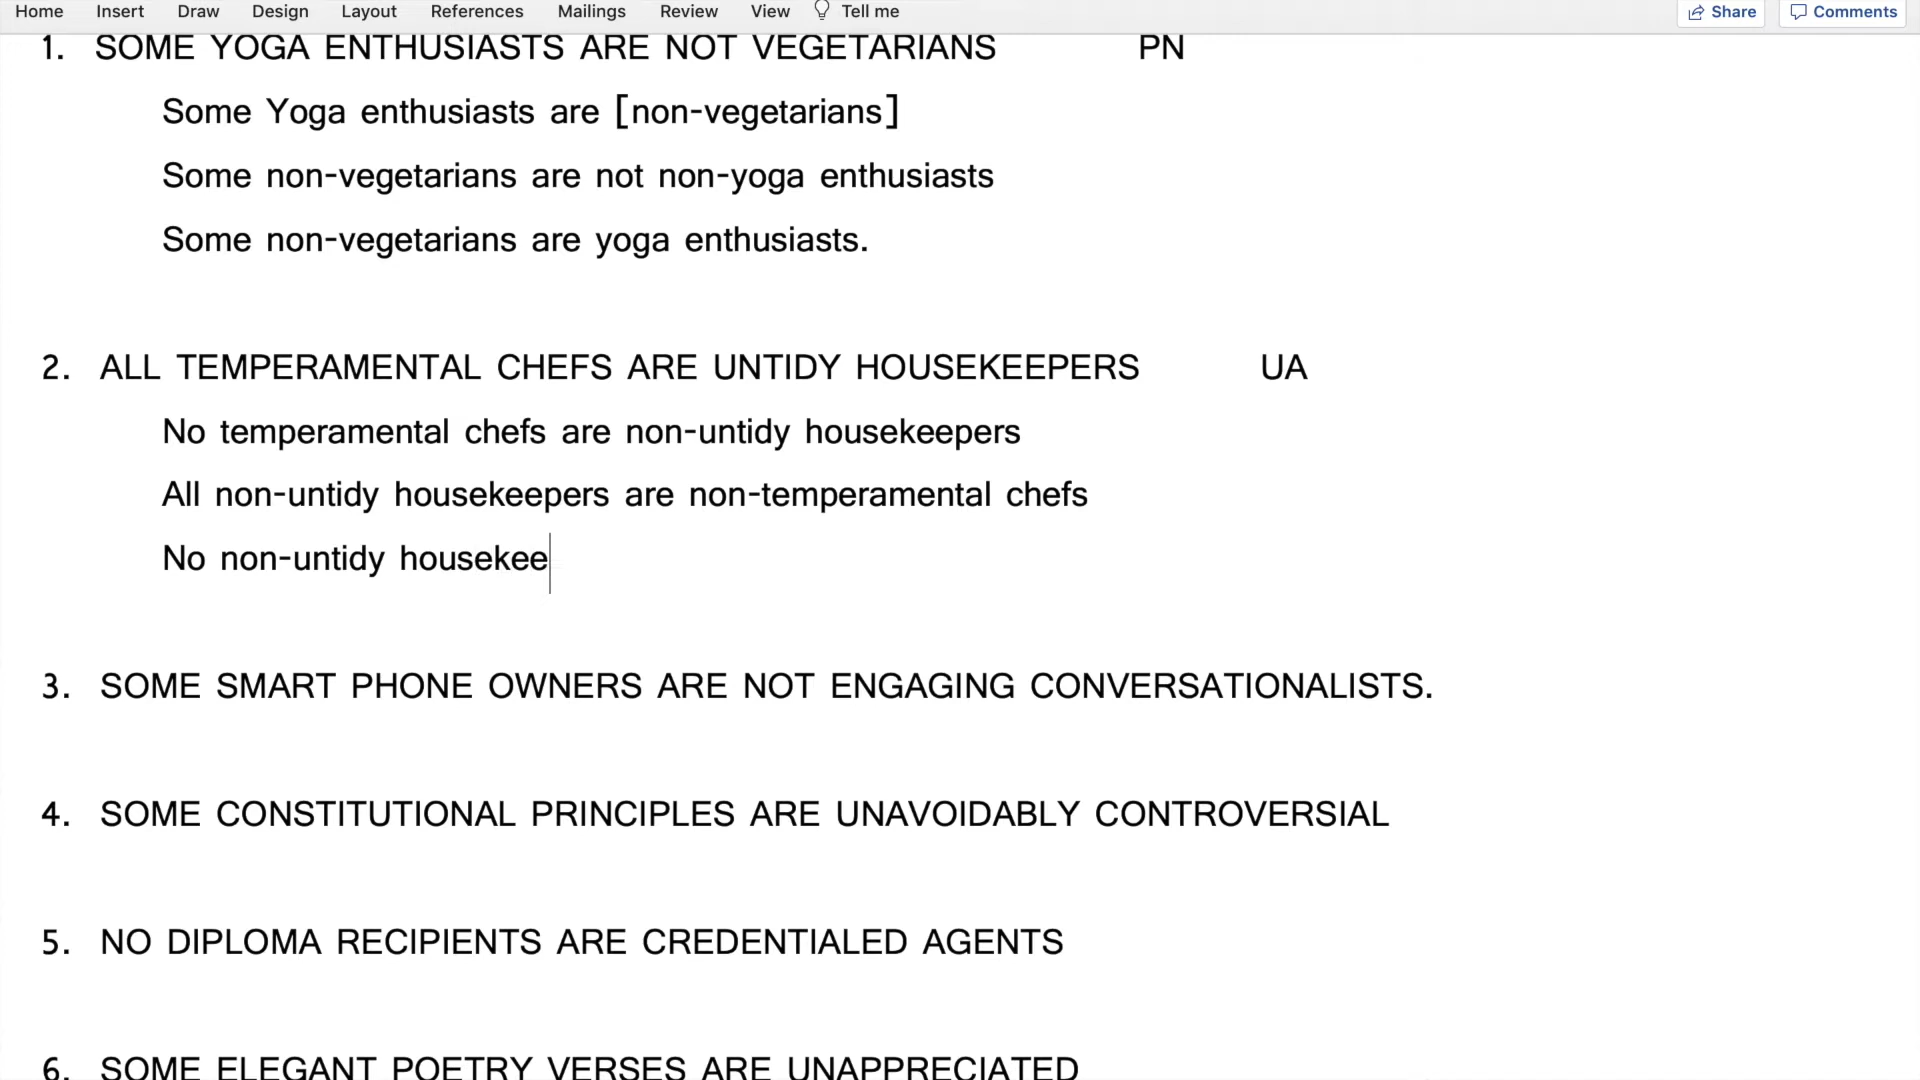 Home Insert Draw Design Layout References Mailings Review View Tell me Share Comments
1. SOME YOGA ENTHUSIASTS ARE NOT VEGETARIANS PN
Some Yoga enthusiasts are [non-vegetarians]
Some non-vegetarians are not non-yoga enthusiasts
Some non-vegetarians are yoga enthusiasts.
2. ALL TEMPERAMENTAL CHEFS ARE UNTIDY HOUSEKEEPERS UA
No temperamental chefs are non-untidy housekeepers
All non-untidy housekeepers are non-temperamental chefs
No non-untidy housekee
3. SOME SMART PHONE OWNERS ARE NOT ENGAGING CONVERSATIONALISTS.
4. SOME CONSTITUTIONAL PRINCIPLES ARE UNAVOIDABLY CONTROVERSIAL
5. NO DIPLOMA RECIPIENTS ARE CREDENTIALED AGENTS
6. SOME ELEGANT POETRY VERSES ARE UNAPPRECIATED